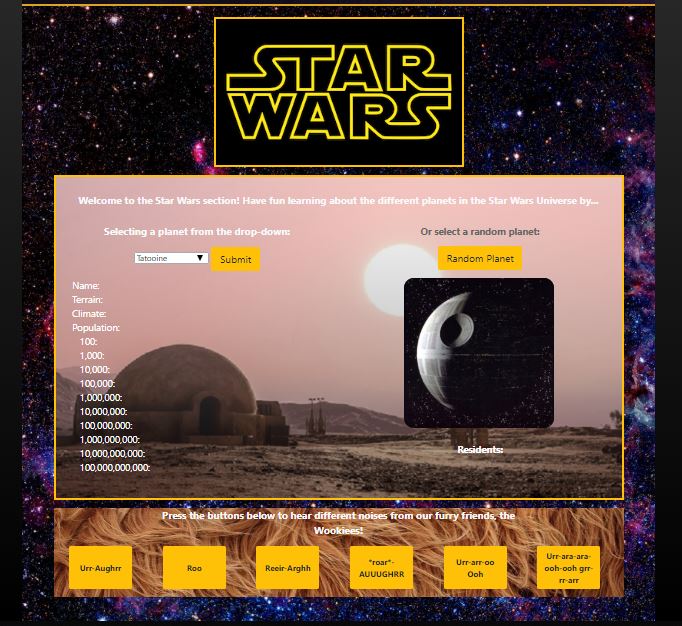 STAR
WARS
Welcome to the Star Wars section! Have fun learning about the different planets in the Star Wars Universe by...
Selecting a planet from the drop-down:
Tatooine
Submit
Or select a random planet:
Random Planet
Name:
Terrain:
Climate:
Population:
100:
1,000:
10,000:
100,000:
1,000,000:
10,000,000:
100,000,000:
1,000,000,000:
10,000,000,000:
100,000,000,000:
Residents:
Press the buttons below to hear different noises from our furry friends, the
Wookiees!
Urr-Aughrr
Roo
Reeir-Arghh
*roar*-
AUUUGHRR
Urr-arr-oo
Ooh
Urr-ara-ara-
ooh-ooh grr-
rr-arr